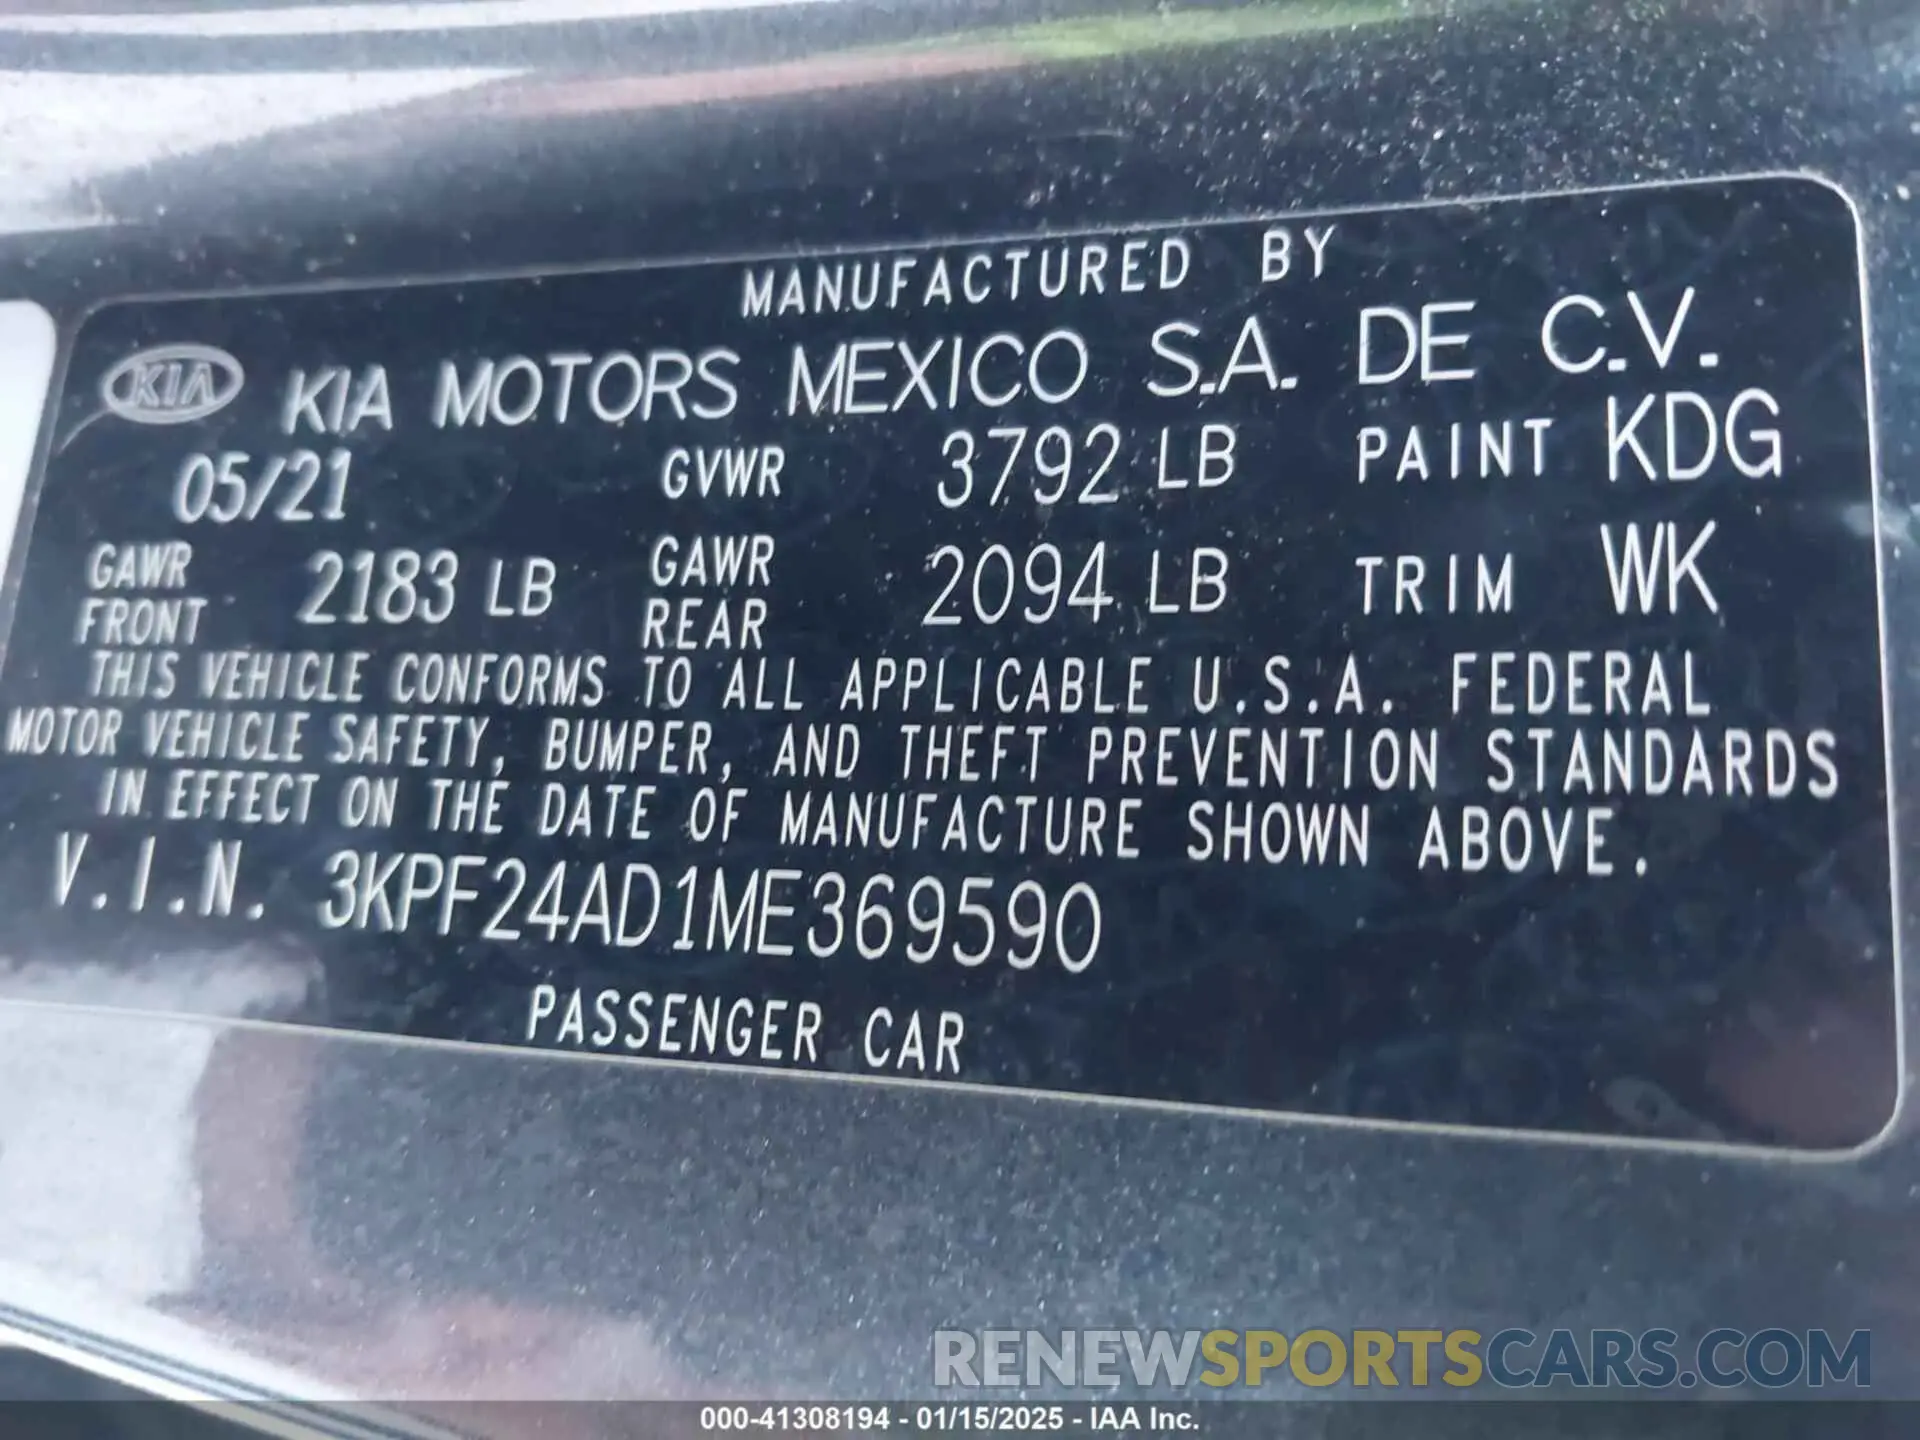 MANUFACTURED BY
KIA KIA MOTORS MEXICO S.A. DE C.V.
05/21 GVWR 3792 LB PAINT KDG
GAWR FRONT 2183 LB GAWR REAR 2094 LB TRIM WK
THIS VEHICLE CONFORMS TO ALL APPLICABLE U.S.A. FEDERAL
MOTOR VEHICLE SAFETY, BUMPER, AND THEFT PREVENTION STANDARDS
IN EFFECT ON THE DATE OF MANUFACTURE SHOWN ABOVE.
V.I.N. 3KPF24AD1ME369590
PASSENGER CAR
RENEWSPORTSCARS.COM
000-41308194 - 01/15/2025 - IAA Inc.